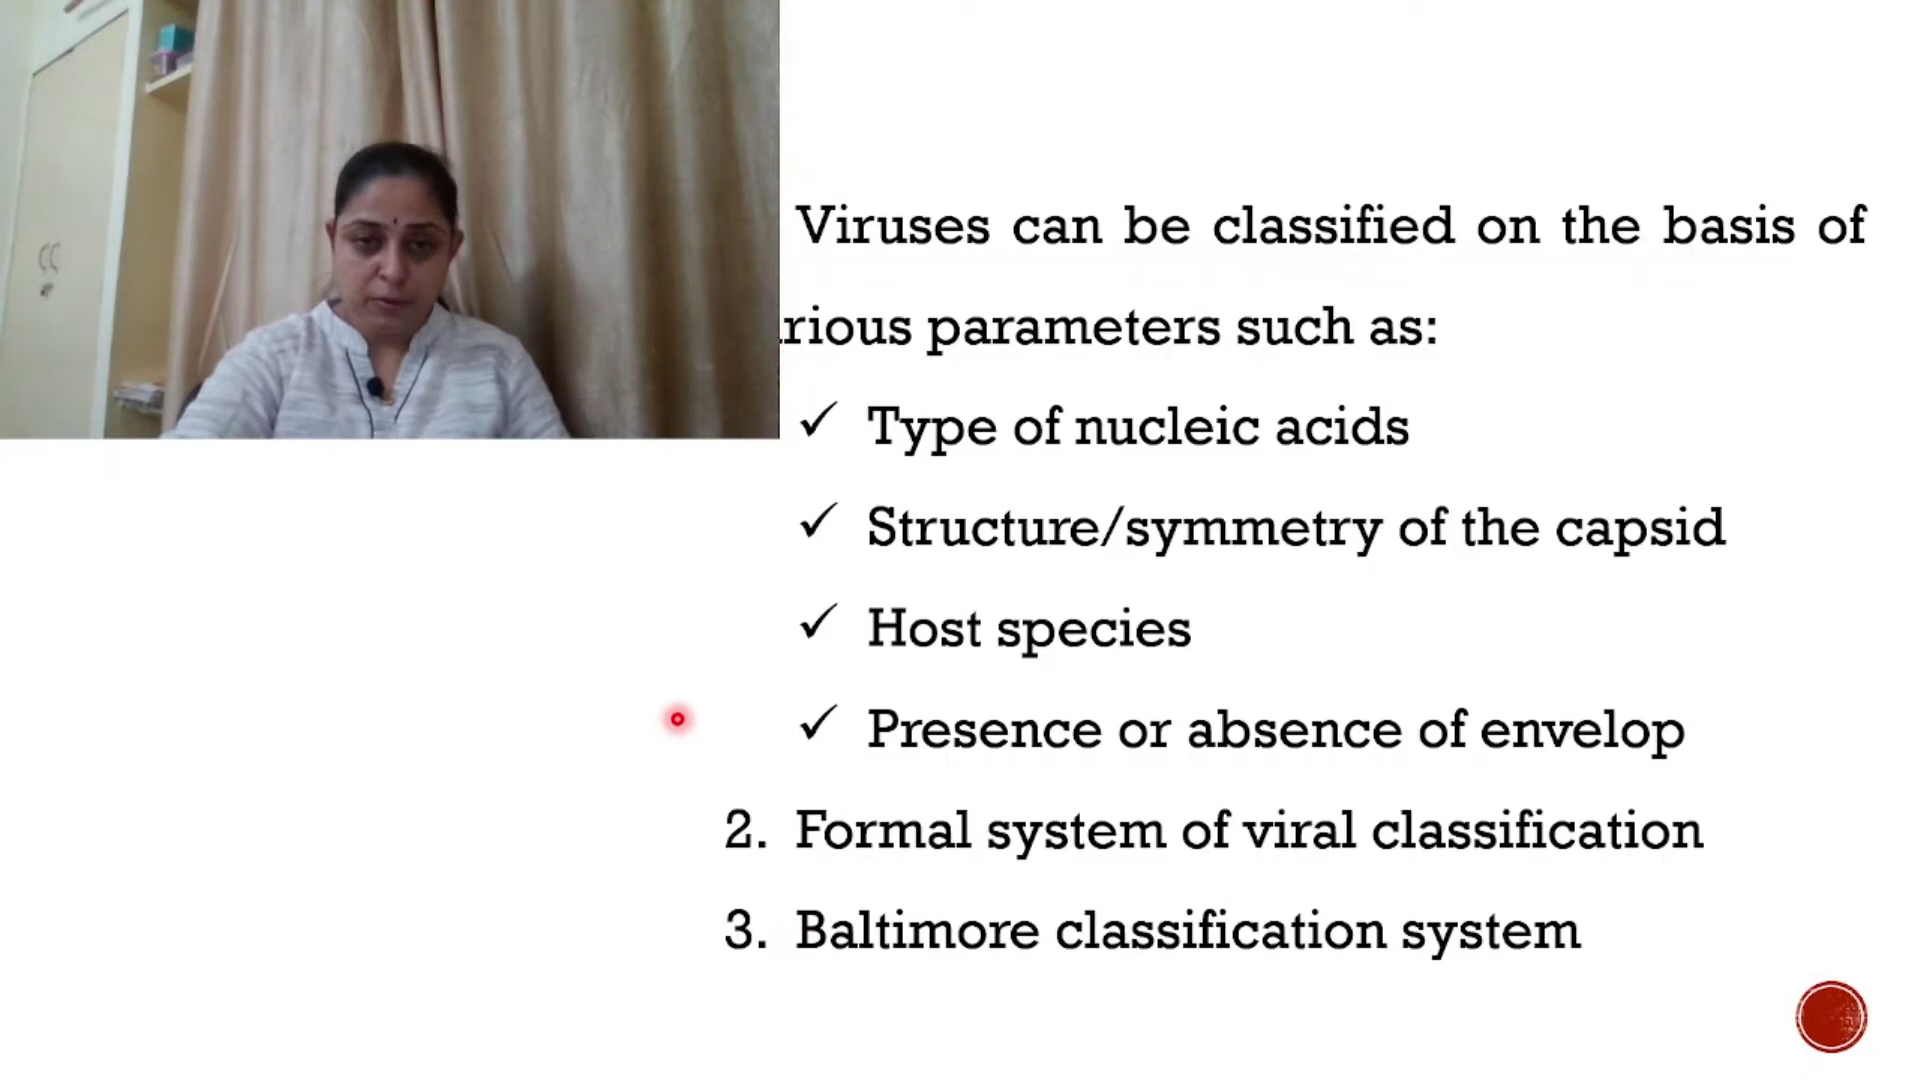 Viruses can be classified on the basis of
rious parameters such as:
✓ Type of nucleic acids
✓ Structure/symmetry of the capsid
✓ Host species
✓ Presence or absence of envelop
2. Formal system of viral classification
3. Baltimore classification system